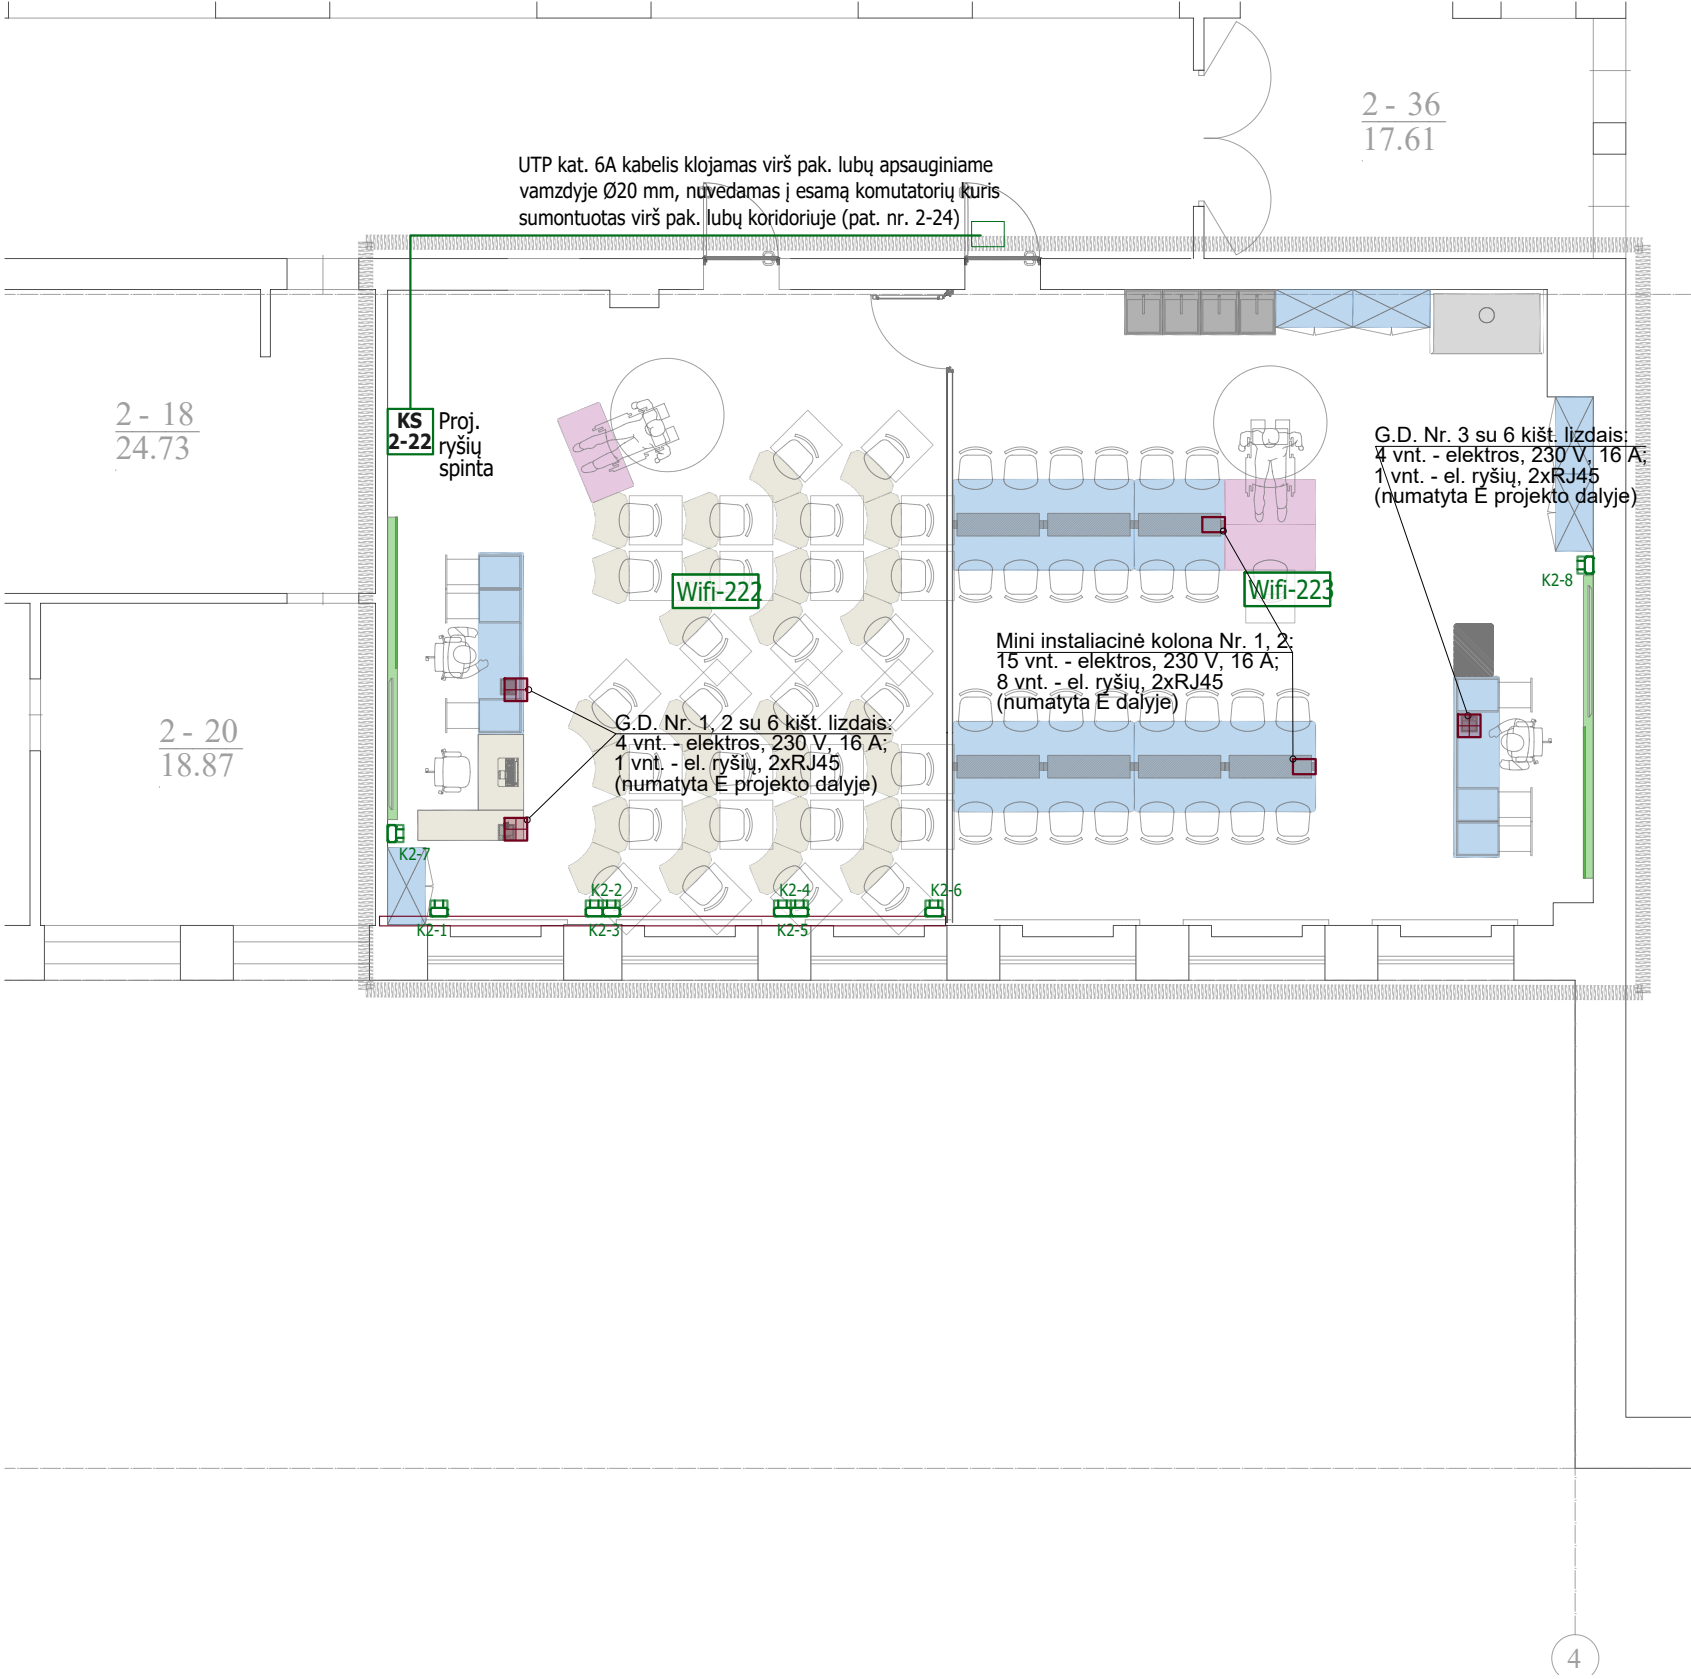 2 - 36
17.61
UTP kat. 6A kabelis klojamas virš pak. lubų apsauginiame
vamzdyje Ø20 mm, nuvedamas į esamą komutatorių kuris
sumontuotas virš pak. lubų koridoriuje (pat. nr. 2-24)
2 - 18
24.73
KS
2-22
Proj.
ryšių
spinta
G.D. Nr. 3 su 6 kišt. lizdais:
4 vnt. - elektros, 230 V, 16 A;
1 vnt. - el. ryšių, 2xRJ45
(numatyta E projekto dalyje)
K2-8
Wifi-222
Wifi-223
Mini instaliacinė kolona Nr. 1, 2:
15 vnt. - elektros, 230 V, 16 A;
8 vnt. - el. ryšių, 2xRJ45
(numatyta E dalyje)
2 - 20
18.87
G.D. Nr. 1, 2 su 6 kišt. lizdais:
4 vnt. - elektros, 230 V, 16 A;
1 vnt. - el. ryšių, 2xRJ45
(numatyta E projekto dalyje)
K2-7
K2-2
K2-4
K2-6
K2-1
K2-3
K2-5
4